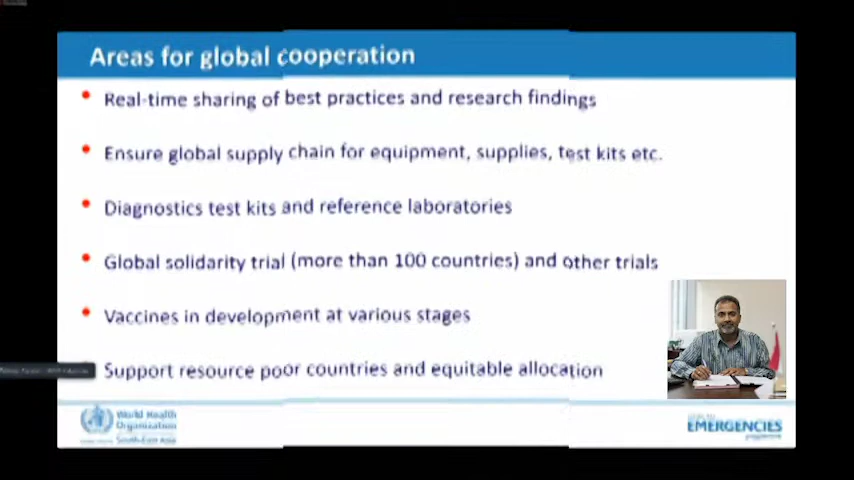 Areas for global cooperation
Real-time sharing of best practices and research findings
Ensure global supply chain for equipment, supplies, test kits etc.
Diagnostics test kits and reference laboratories
Global solidarity trial (more than 100 countries) and other trials
Vaccines in development at various stages
Support resource poor countries and equitable allocation
World Health
Organization
South-East Asia
EMERGENCIES
programme